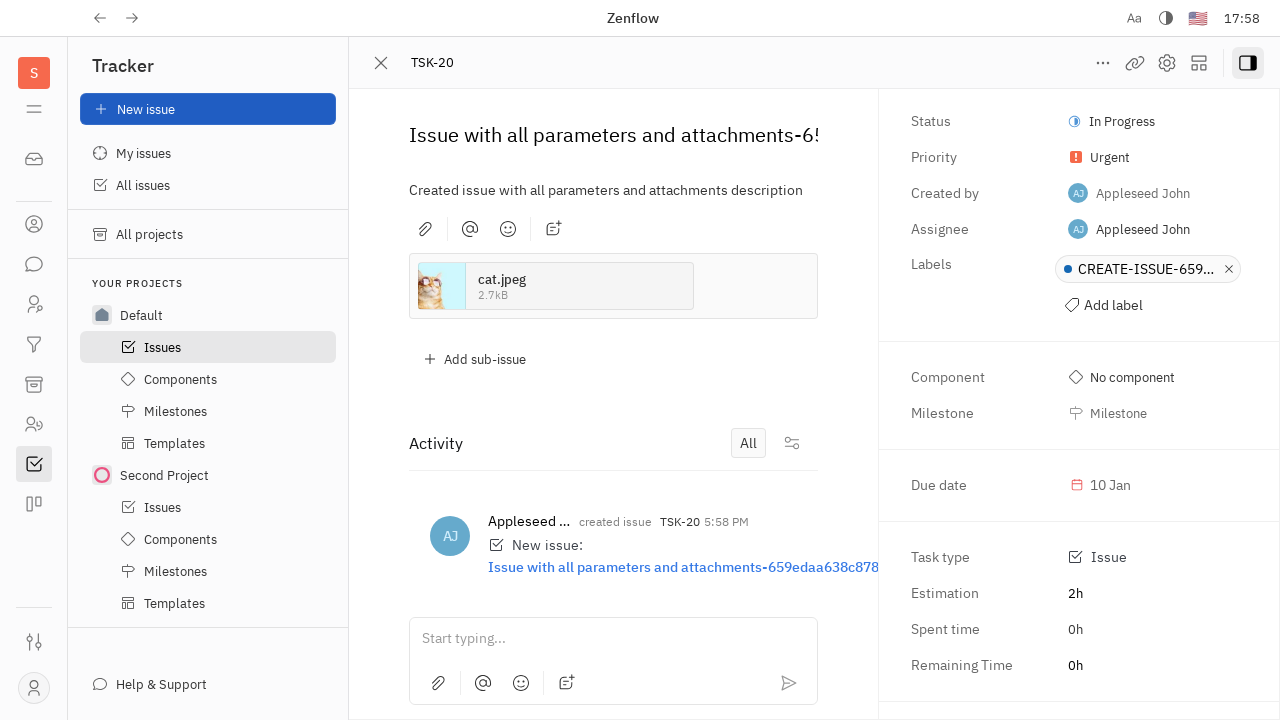 Zenflow
Aa
17:58
S
Tracker
New issue
My issues
All issues
All projects
YOUR PROJECTS
Default
Issues
Components
Milestones
Templates
Second Project
Issues
Components
Milestones
Templates
Help & Support
TSK-20
Issue with all parameters and attachments-65
Created issue with all parameters and attachments description
cat.jpeg
2.7kB
Add sub-issue
Activity
All
AJ
Appleseed ... created issue TSK-20 5:58 PM
New issue:
Issue with all parameters and attachments-659edaa638c878
Start typing...
Status In Progress
Priority Urgent
Created by AJ Appleseed John
Assignee AJ Appleseed John
Labels CREATE-ISSUE-659...
Add label
Component No component
Milestone Milestone
Due date 10 Jan
Task type Issue
Estimation 2h
Spent time 0h
Remaining Time 0h